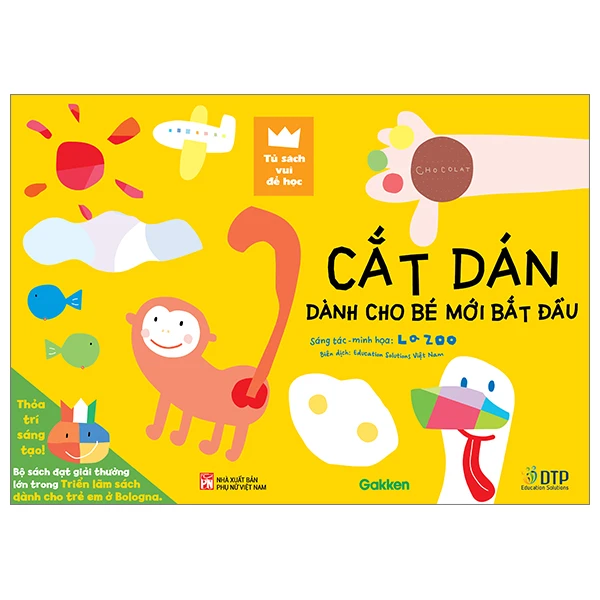 Tủ sách
vui
để học
CHOCOLAT
CẮT DÁN
DÀNH CHO BÉ MỚI BẮT ĐẦU
Sáng tác - minh họa: La ZOO
Biên dịch: Education Solutions Việt Nam
Thỏa
trí
sáng
tạo!
Bộ sách đạt giải thưởng
lớn trong Triển lãm sách
dành cho trẻ em ở Bologna.
NHÀ XUẤT BẢN
PHỤ NỮ VIỆT NAM
Gakken
DTP
Education Solutions